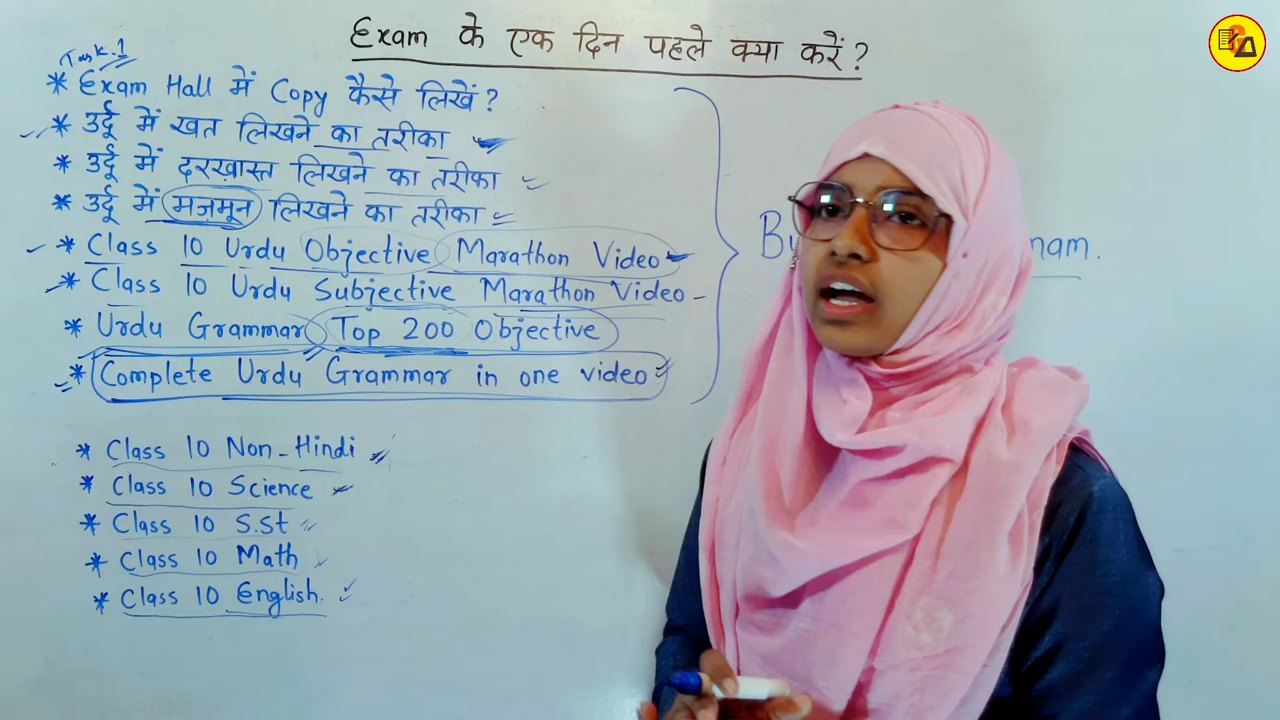 Exam के एक दिन पहले क्या करें?
Task.1
* Exam Hall में Copy कैसे लिखें?
* उर्दू में खत लिखने का तरीका
* उर्दू में दरख़ास्त लिखने का तरीका
* उर्दू में मज़मून लिखने का तरीका
* Class 10 Urdu Objective Marathon Video
* Class 10 Urdu Subjective Marathon Video
* Urdu Grammar Top 200 Objective
* Complete Urdu Grammar in one video
* Class 10 Non-Hindi
* Class 10 Science
* Class 10 S.St
* Class 10 Math
* Class 10 English.